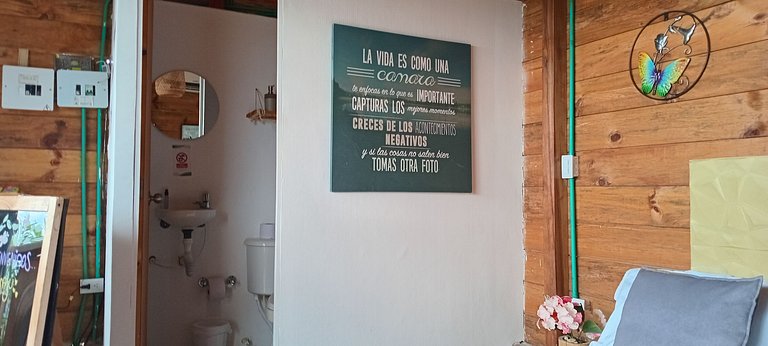 LA VIDA ES COMO UNA
camara
te enfocas en lo que es IMPORTANTE
CAPTURAS LOS mejores momentos
CRECES DE LOS ACONTECIMIENTOS
NEGATIVOS
y si las cosas no salen bien
TOMAS OTRA FOTO